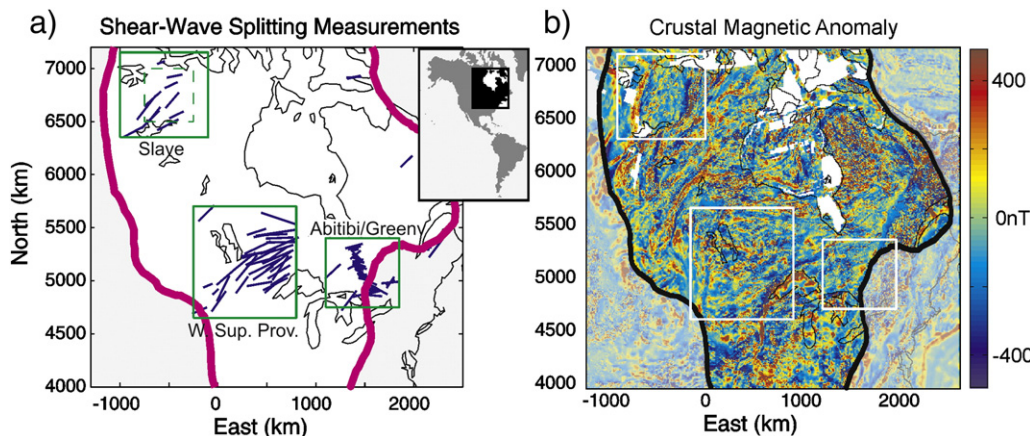 a) Shear-Wave Splitting Measurements
7000
6500
6000
5500
5000
4500
4000
North (km)
Slave
Abitibi/Greenv
W. Sup. Prov.
-1000 0 1000 2000
East (km)
b) Crustal Magnetic Anomaly
7000
6500
6000
5500
5000
4500
4000
-1000 0 1000 2000
East (km)
400
0nT
-400